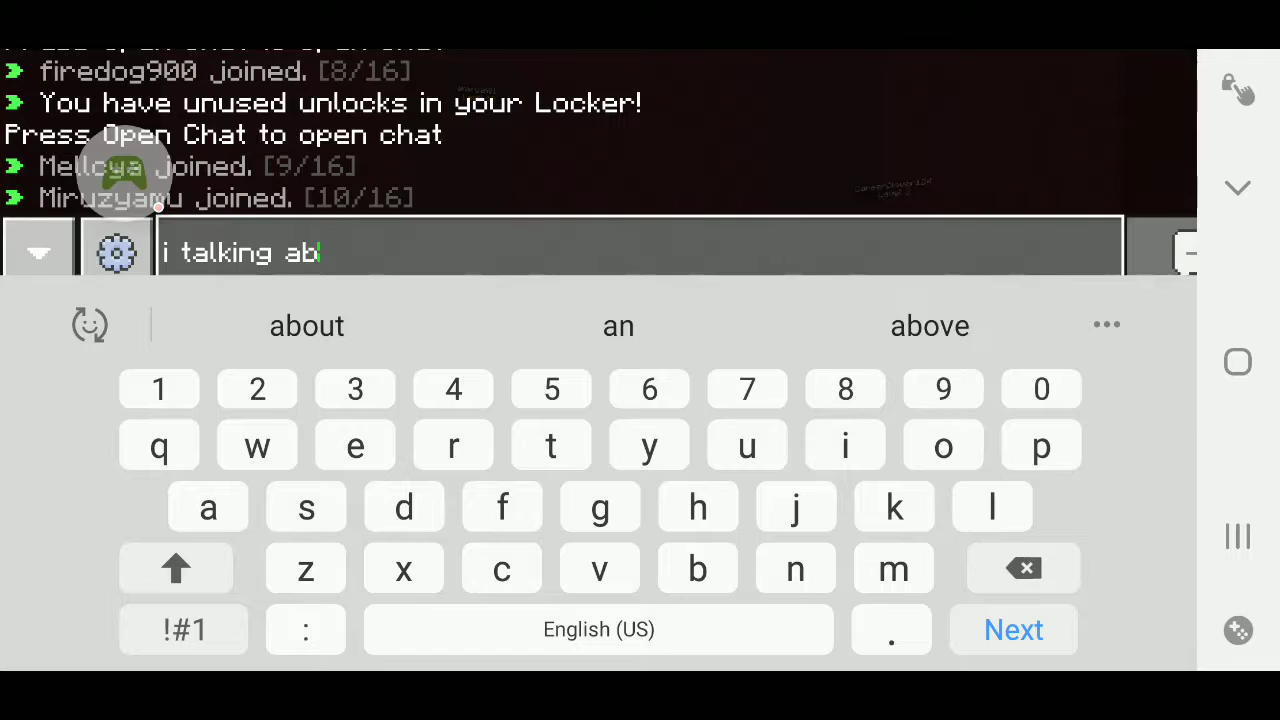 firedog900 joined. [8/16]
You have unused unlocks in your Locker!
Press Open Chat to open chat
Melloya joined. [9/16]
Miruzyamu joined. [10/16]
i talking ab
about an above
1 2 3 4 5 6 7 8 9 0
q w e r t y u i o p
a s d f g h j k l
z x c v b n m
!#1 : English (US) . Next